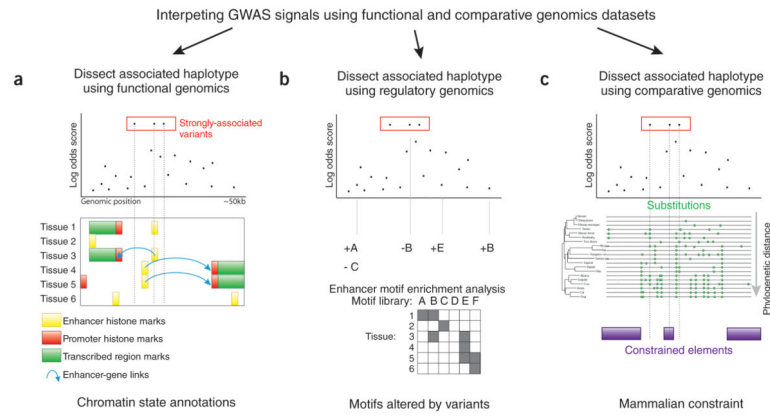 Interpeting GWAS signals using functional and comparative genomics datasets
a
Dissect associated haplotype
using functional genomics
Log odds score
Strongly-associated
variants
Genomic position
~50kb
Tissue 1
Tissue 2
Tissue 3
Tissue 4
Tissue 5
Tissue 6
Enhancer histone marks
Promoter histone marks
Transcribed region marks
Enhancer-gene links
Chromatin state annotations
b
Dissect associated haplotype
using regulatory genomics
Log odds score
+A -B +E +B
- C
Enhancer motif enrichment analysis
Motif library: A B C D E F
Tissue:
1
2
3
4
5
6
Motifs altered by variants
c
Dissect associated haplotype
using comparative genomics
Log odds score
Substitutions
Phylogenetic distance
Constrained elements
Mammalian constraint